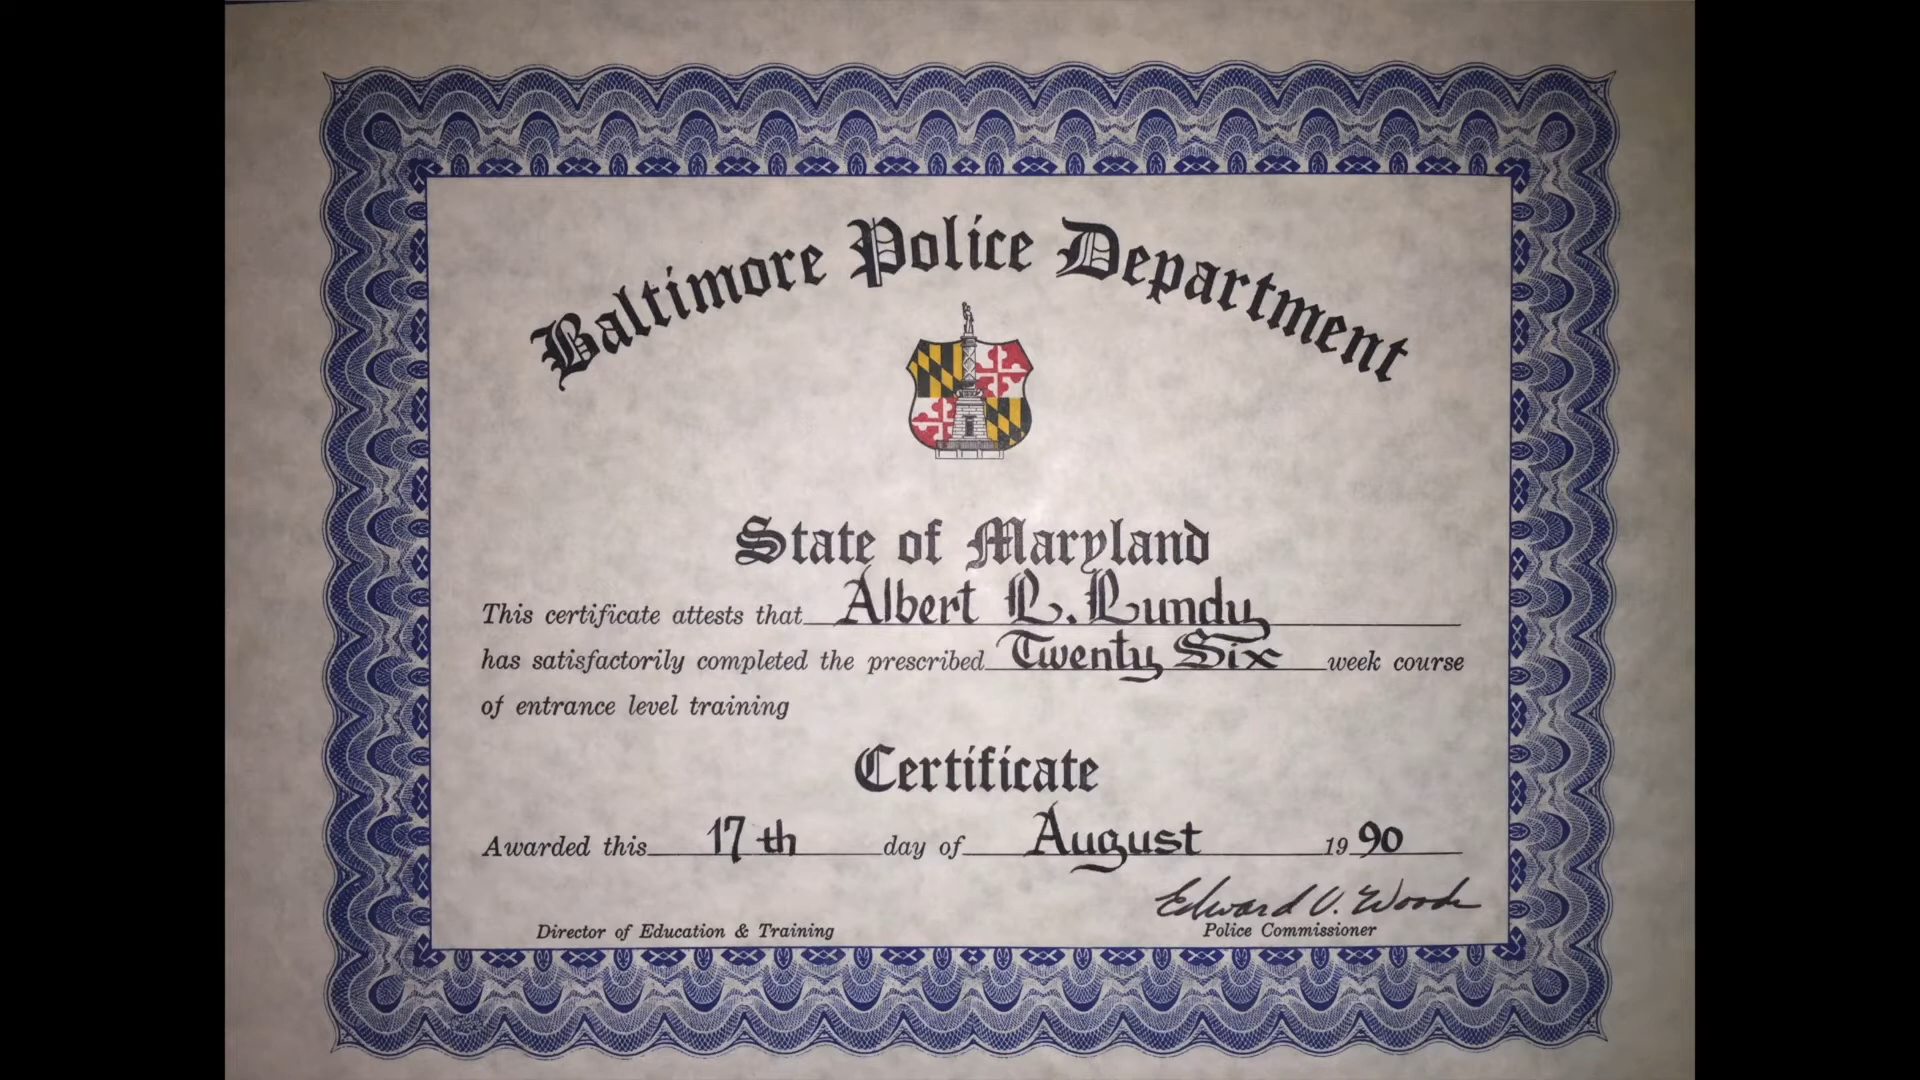 Baltimore Police Department
State of Maryland
This certificate attests that Albert L. Lundy
has satisfactorily completed the prescribed Twenty Six week course
of entrance level training
Certificate
Awarded this 17th day of August 1990
Edward V. Woods
Director of Education & Training Police Commissioner